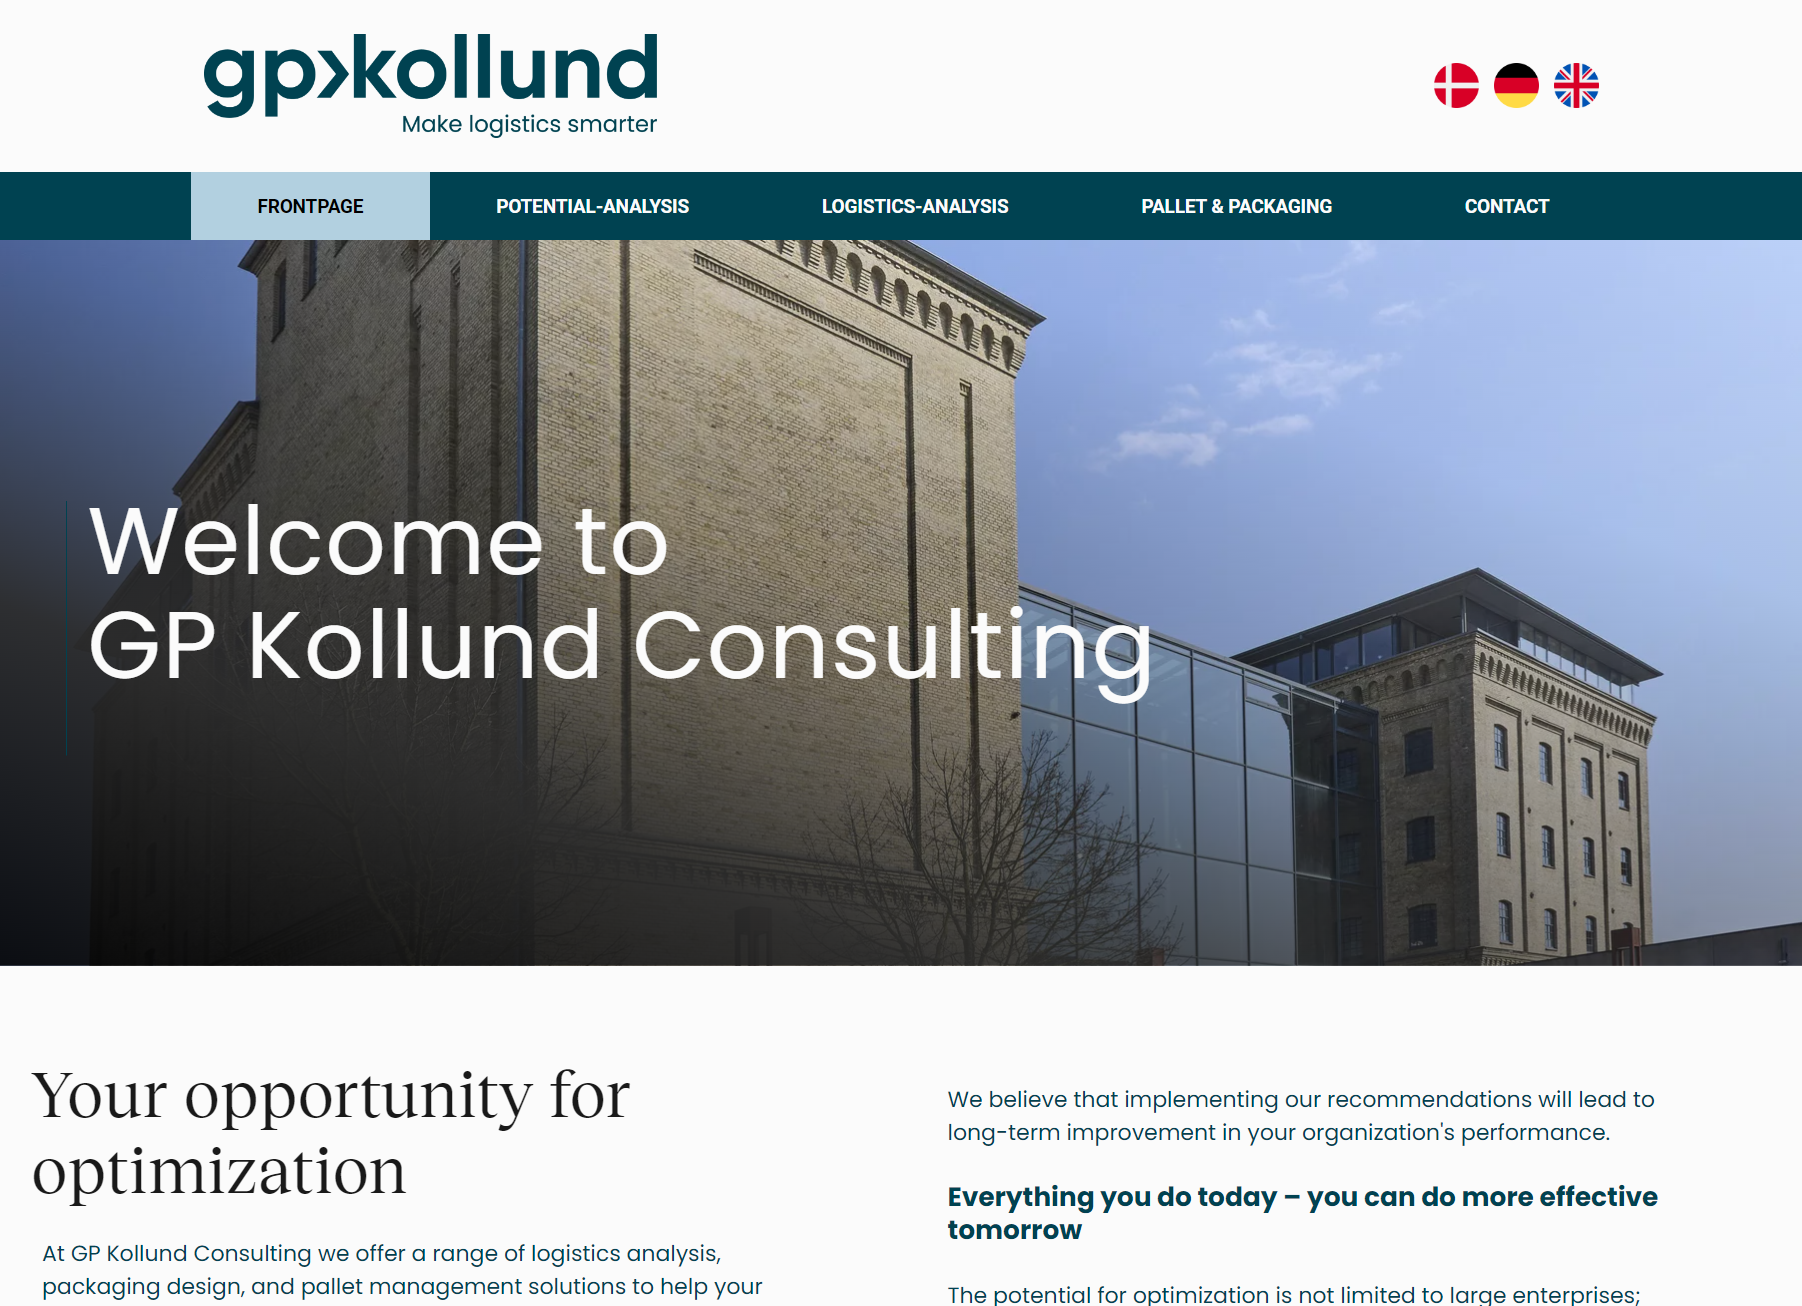 gpkollund
Make logistics smarter
FRONTPAGE
POTENTIAL-ANALYSIS
LOGISTICS-ANALYSIS
PALLET & PACKAGING
CONTACT
Welcome to
GP Kollund Consulting
Your opportunity for
optimization
At GP Kollund Consulting we offer a range of logistics analysis,
packaging design, and pallet management solutions to help your
We believe that implementing our recommendations will lead to
long-term improvement in your organization's performance.
Everything you do today – you can do more effective
tomorrow
The potential for optimization is not limited to large enterprises;